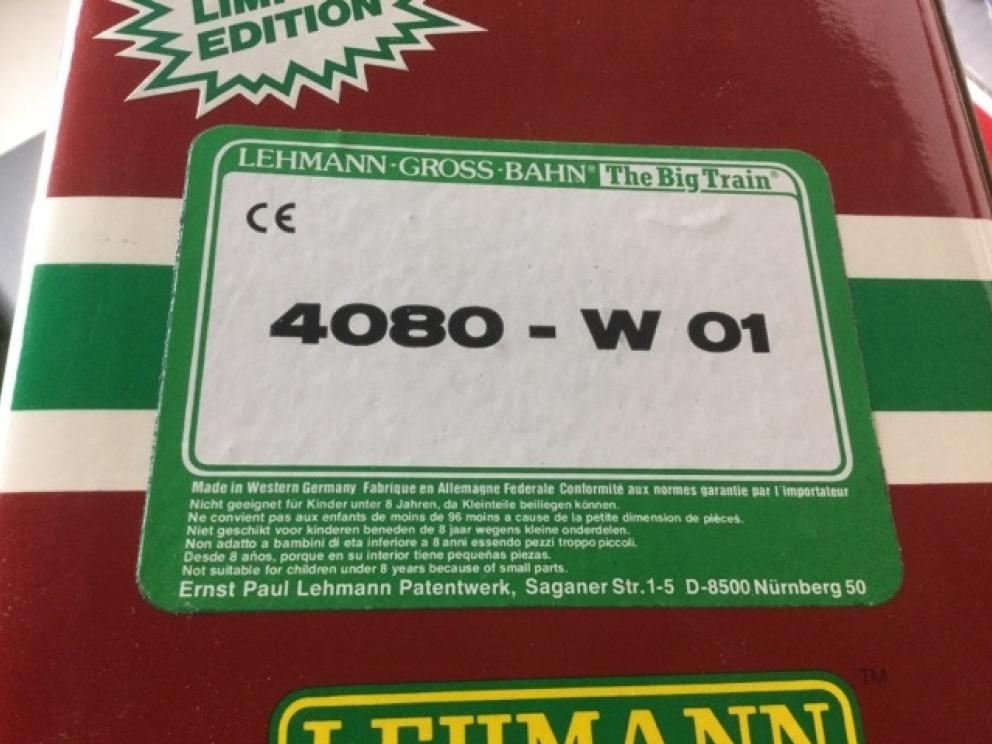 EDITION
LEHMANN-GROSS-BAHN® The Big Train®
CE
4080 - W 01
Made in Western Germany Fabrique en Allemagne Federale Conformité aux normes garantie par l'importateur
Nicht geeignet für Kinder unter 8 Jahren, da Kleinteile beiliegen können.
Ne convient pas aux enfants de moins de 96 moins a cause de la petite dimension de pièces.
Niet geschikt voor kinderen beneden de 8 jaar wegens kleine onderdelen.
Non adatto a bambini di eta inferiore a 8 anni essendo pezzi troppo piccoli.
Desde 8 años, porque en su interior tiene pequeñas piezas.
Not suitable for children under 8 years because of small parts.
Ernst Paul Lehmann Patentwerk, Saganer Str.1-5 D-8500 Nürnberg 50
TM
LEHMANN